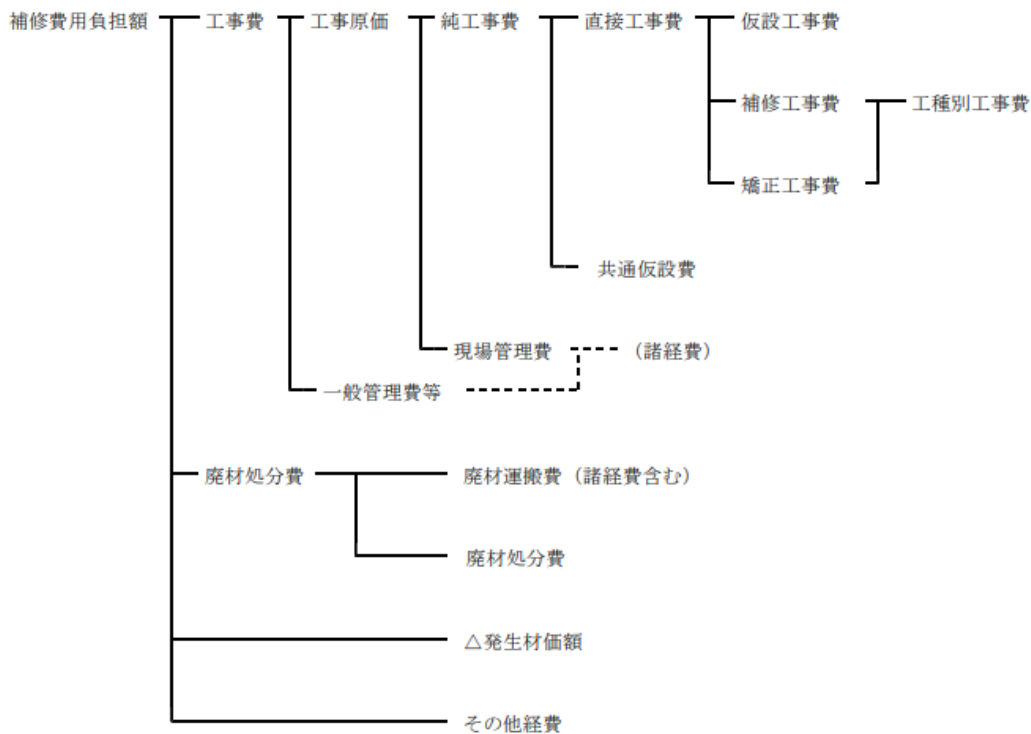 補修費用負担額 工事費 工事原価 純工事費 直接工事費 仮設工事費
補修工事費 工種別工事費
矯正工事費
共通仮設費
現場管理費 （諸経費）
一般管理費等
廃材処分費 廃材運搬費（諸経費含む）
廃材処分費
△発生材価額
その他経費